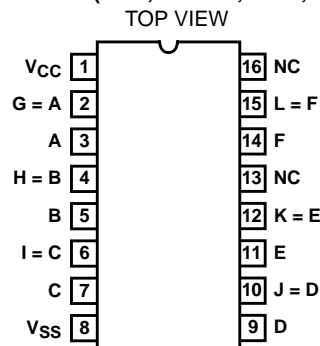 TOP VIEW
VCC 1 16 NC
G = A 2 15 L = F
A 3 14 F
H = B 4 13 NC
B 5 12 K = E
I = C 6 11 E
C 7 10 J = D
VSS 8 9 D